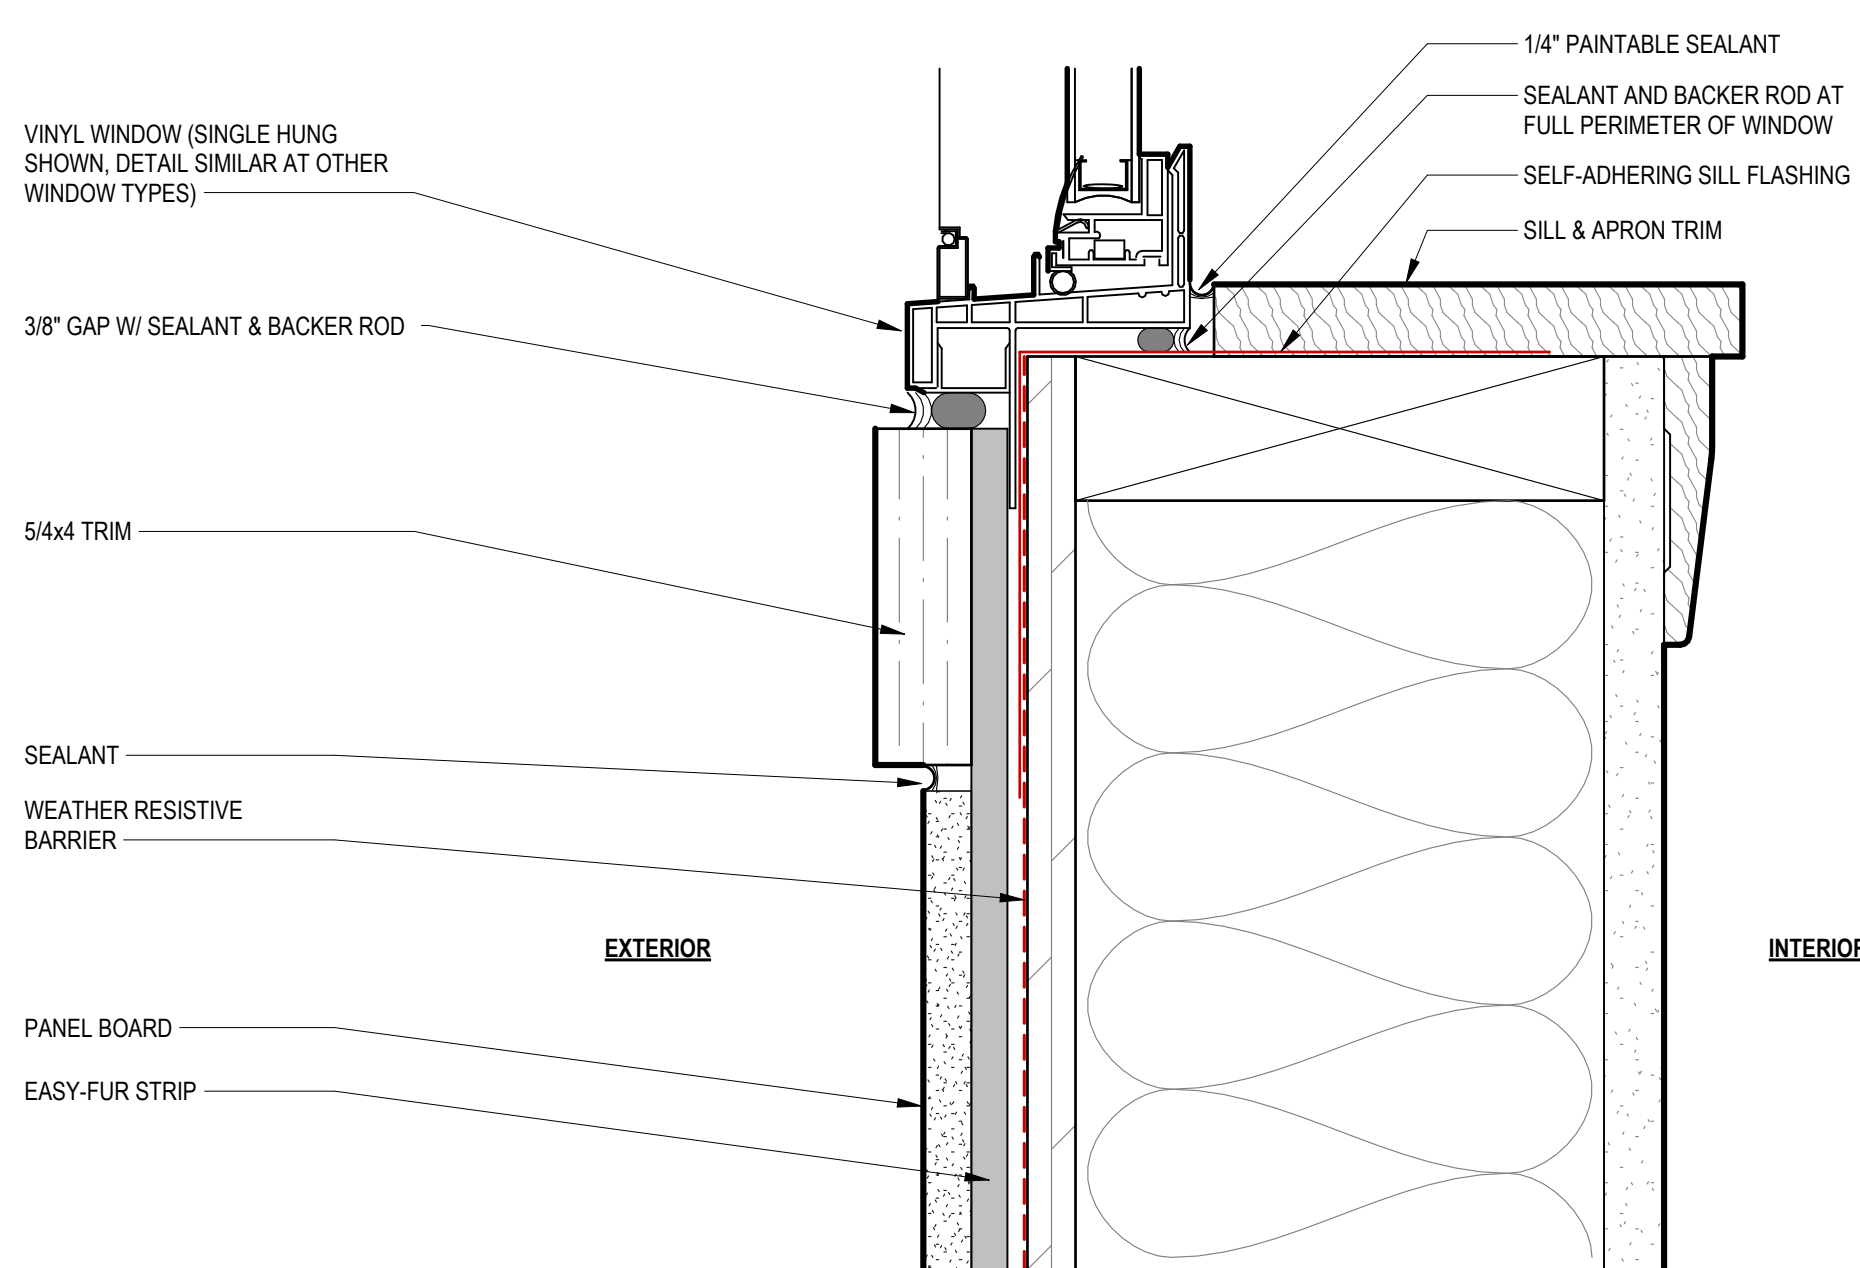 VINYL WINDOW (SINGLE HUNG
SHOWN, DETAIL SIMILAR AT OTHER
WINDOW TYPES)
3/8" GAP W/ SEALANT & BACKER ROD
5/4x4 TRIM
SEALANT
WEATHER RESISTIVE
BARRIER
EXTERIOR
PANEL BOARD
EASY-FUR STRIP
1/4" PAINTABLE SEALANT
SEALANT AND BACKER ROD AT
FULL PERIMETER OF WINDOW
SELF-ADHERING SILL FLASHING
SILL & APRON TRIM
INTERIOR